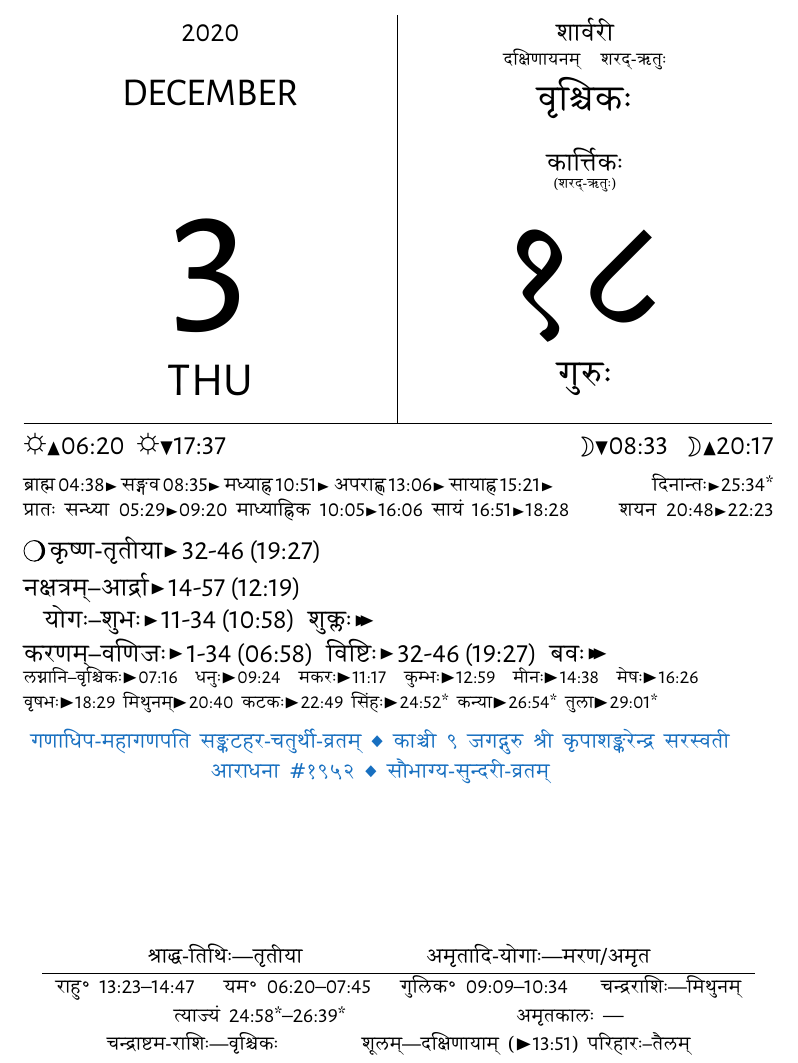 2020
DECEMBER
3
THU
शार्वरी
दक्षिणायनम् शरद्-ऋतुः
वृश्चिकः
कार्त्तिकः
(शरद्-ऋतुः)
१८
गुरुः
☼▲06:20 ☼▼17:37 ☽▼08:33 ☽▲20:17
ब्राह्म 04:38► सङ्गव 08:35► मध्याह्न 10:51► अपराह्ण 13:06► सायाह्न 15:21► दिनान्तः►25:34*
प्रातः सन्ध्या 05:29►09:20 माध्याह्निक 10:05►16:06 सायं 16:51►18:28 शयन 20:48►22:23
❍कृष्ण-तृतीया►32-46 (19:27)
नक्षत्रम्–आर्द्रा►14-57 (12:19)
योगः–शुभः►11-34 (10:58) शुक्लः►►
करणम्–वणिजः►1-34 (06:58) विष्टिः►32-46 (19:27) बवः►►
लग्नानि–वृश्चिकः►07:16 धनुः►09:24 मकरः►11:17 कुम्भः►12:59 मीनः►14:38 मेषः►16:26
वृषभः►18:29 मिथुनम्►20:40 कटकः►22:49 सिंहः►24:52* कन्या►26:54* तुला►29:01*
गणाधिप-महागणपति सङ्कटहर-चतुर्थी-व्रतम् ◆ काञ्ची ९ जगद्गुरु श्री कृपाशङ्करेन्द्र सरस्वती
आराधना #१९५२ ◆ सौभाग्य-सुन्दरी-व्रतम्
श्राद्ध-तिथिः—तृतीया अमृतादि-योगाः—मरण/अमृत
राहु॰ 13:23–14:47 यम॰ 06:20–07:45 गुलिक॰ 09:09–10:34 चन्द्रराशिः—मिथुनम्
त्याज्यं 24:58*–26:39* अमृतकालः —
चन्द्राष्टम-राशिः—वृश्चिकः शूलम्—दक्षिणायाम् (►13:51) परिहारः–तैलम्